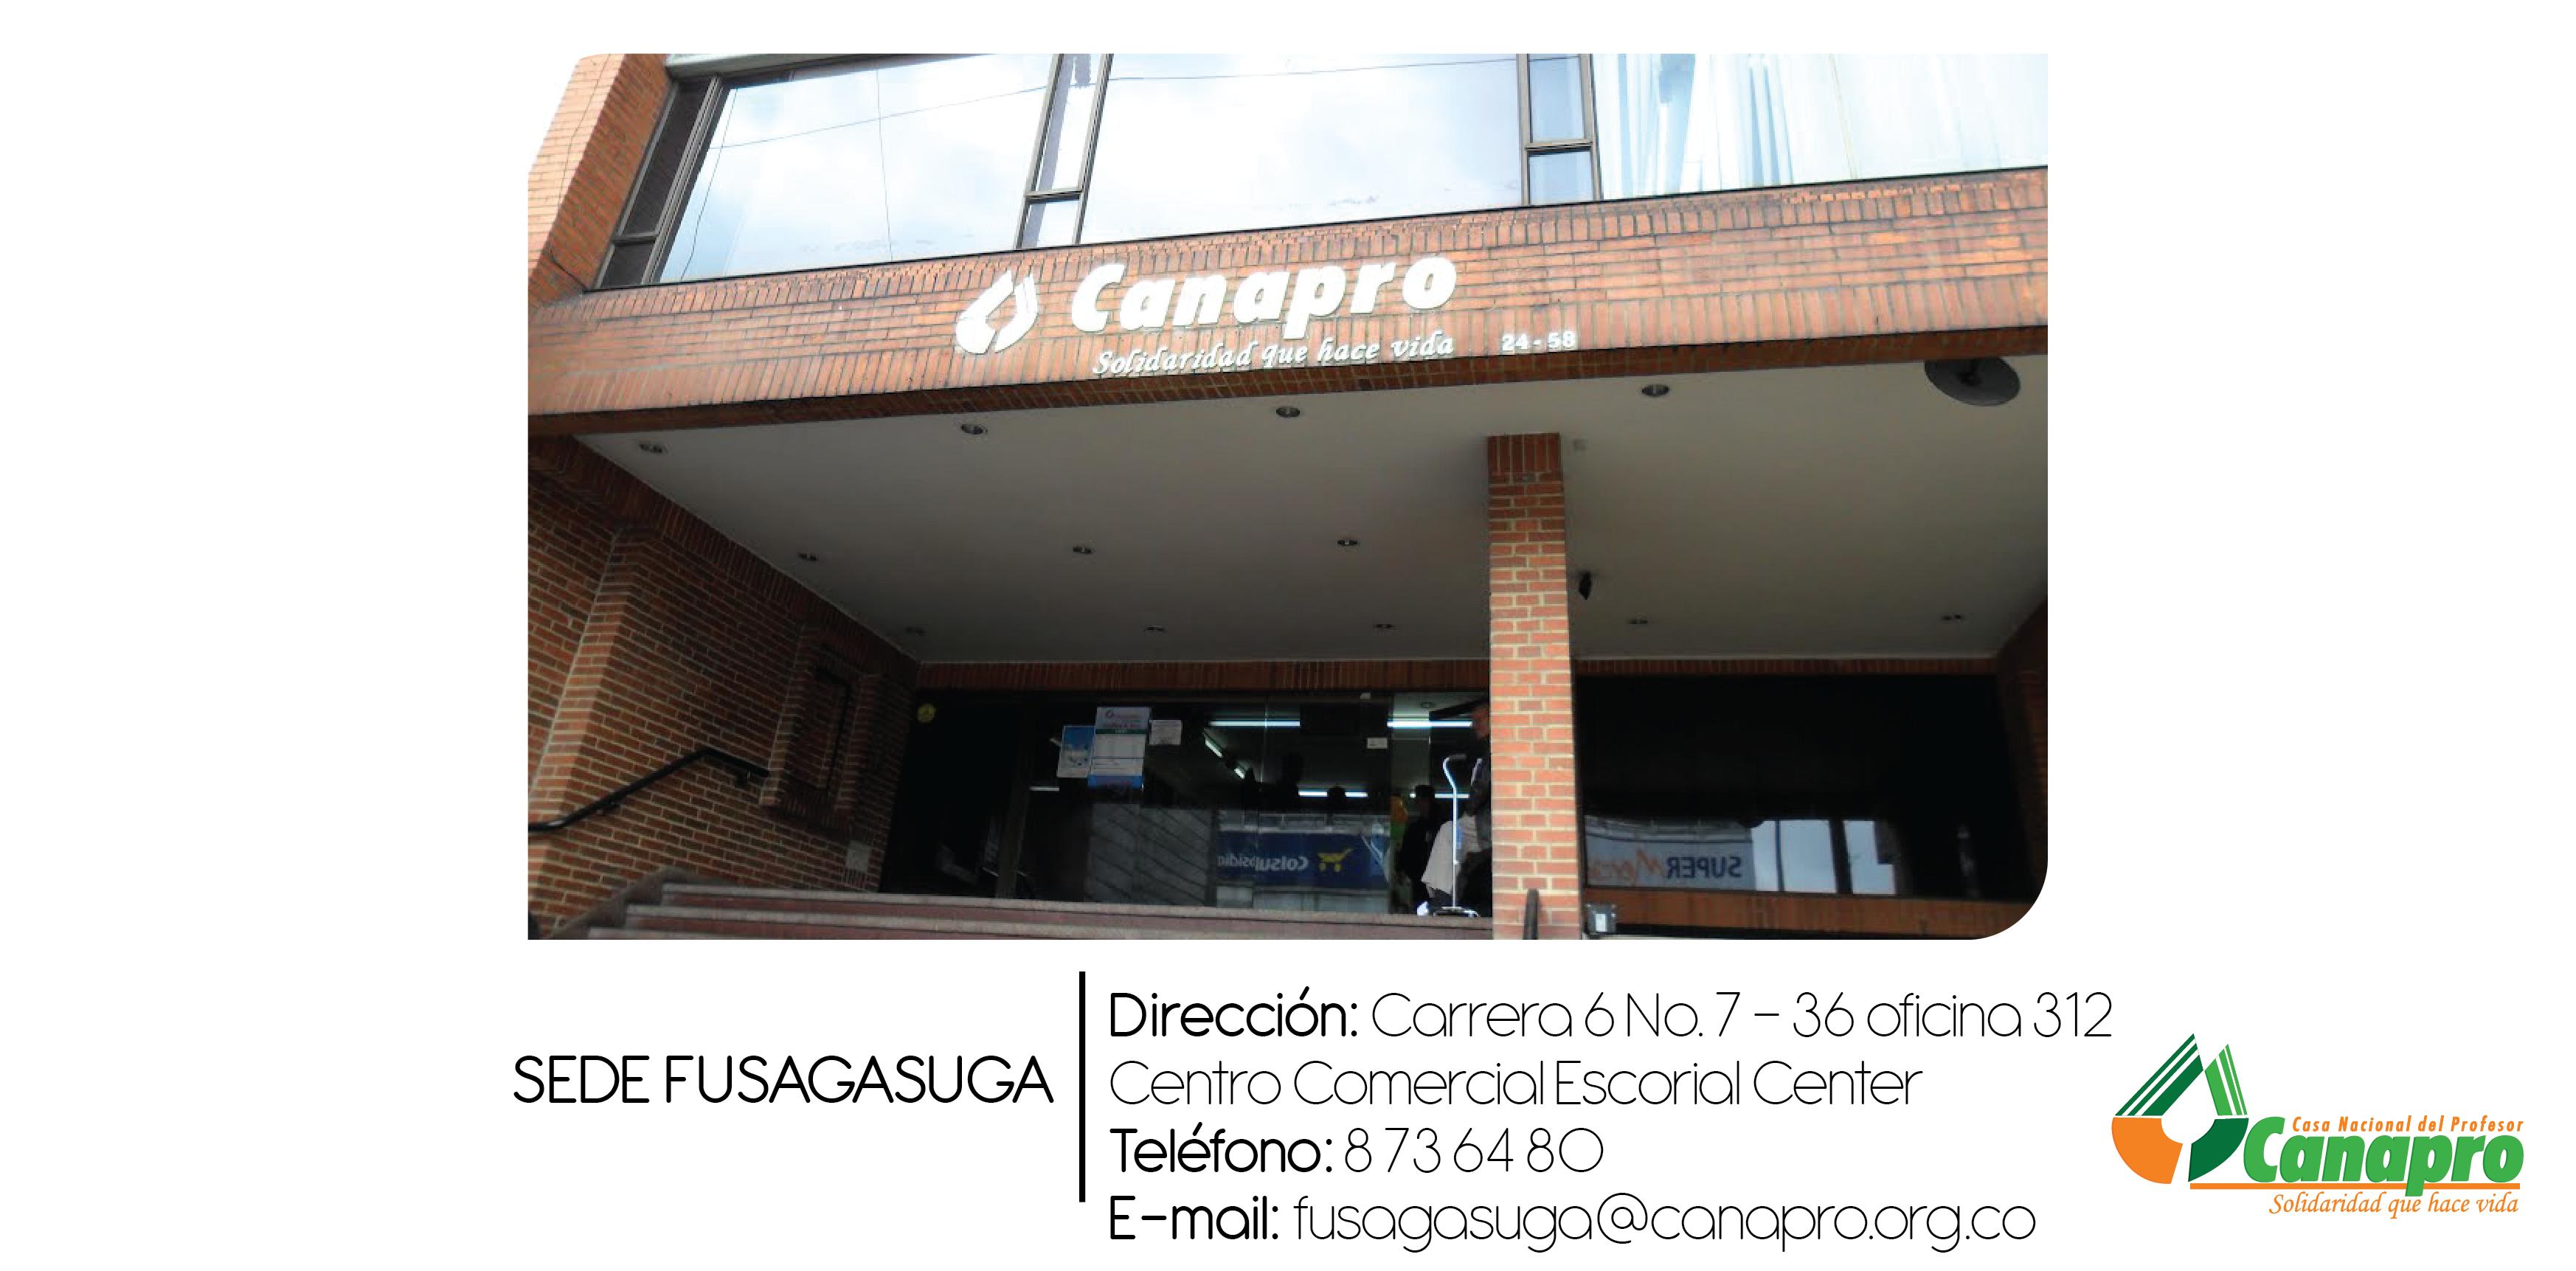 Canapro
Solidaridad que hace vida 24-58
Colsubsidio
SUPER
SEDE FUSAGASUGA
Dirección: Carrera 6 No. 7 - 36 oficina 312
Centro Comercial Escorial Center
Teléfono: 8 73 64 80
E-mail: fusagasuga@canapro.org.co
Casa Nacional del Profesor
Canapro
Solidaridad que hace vida